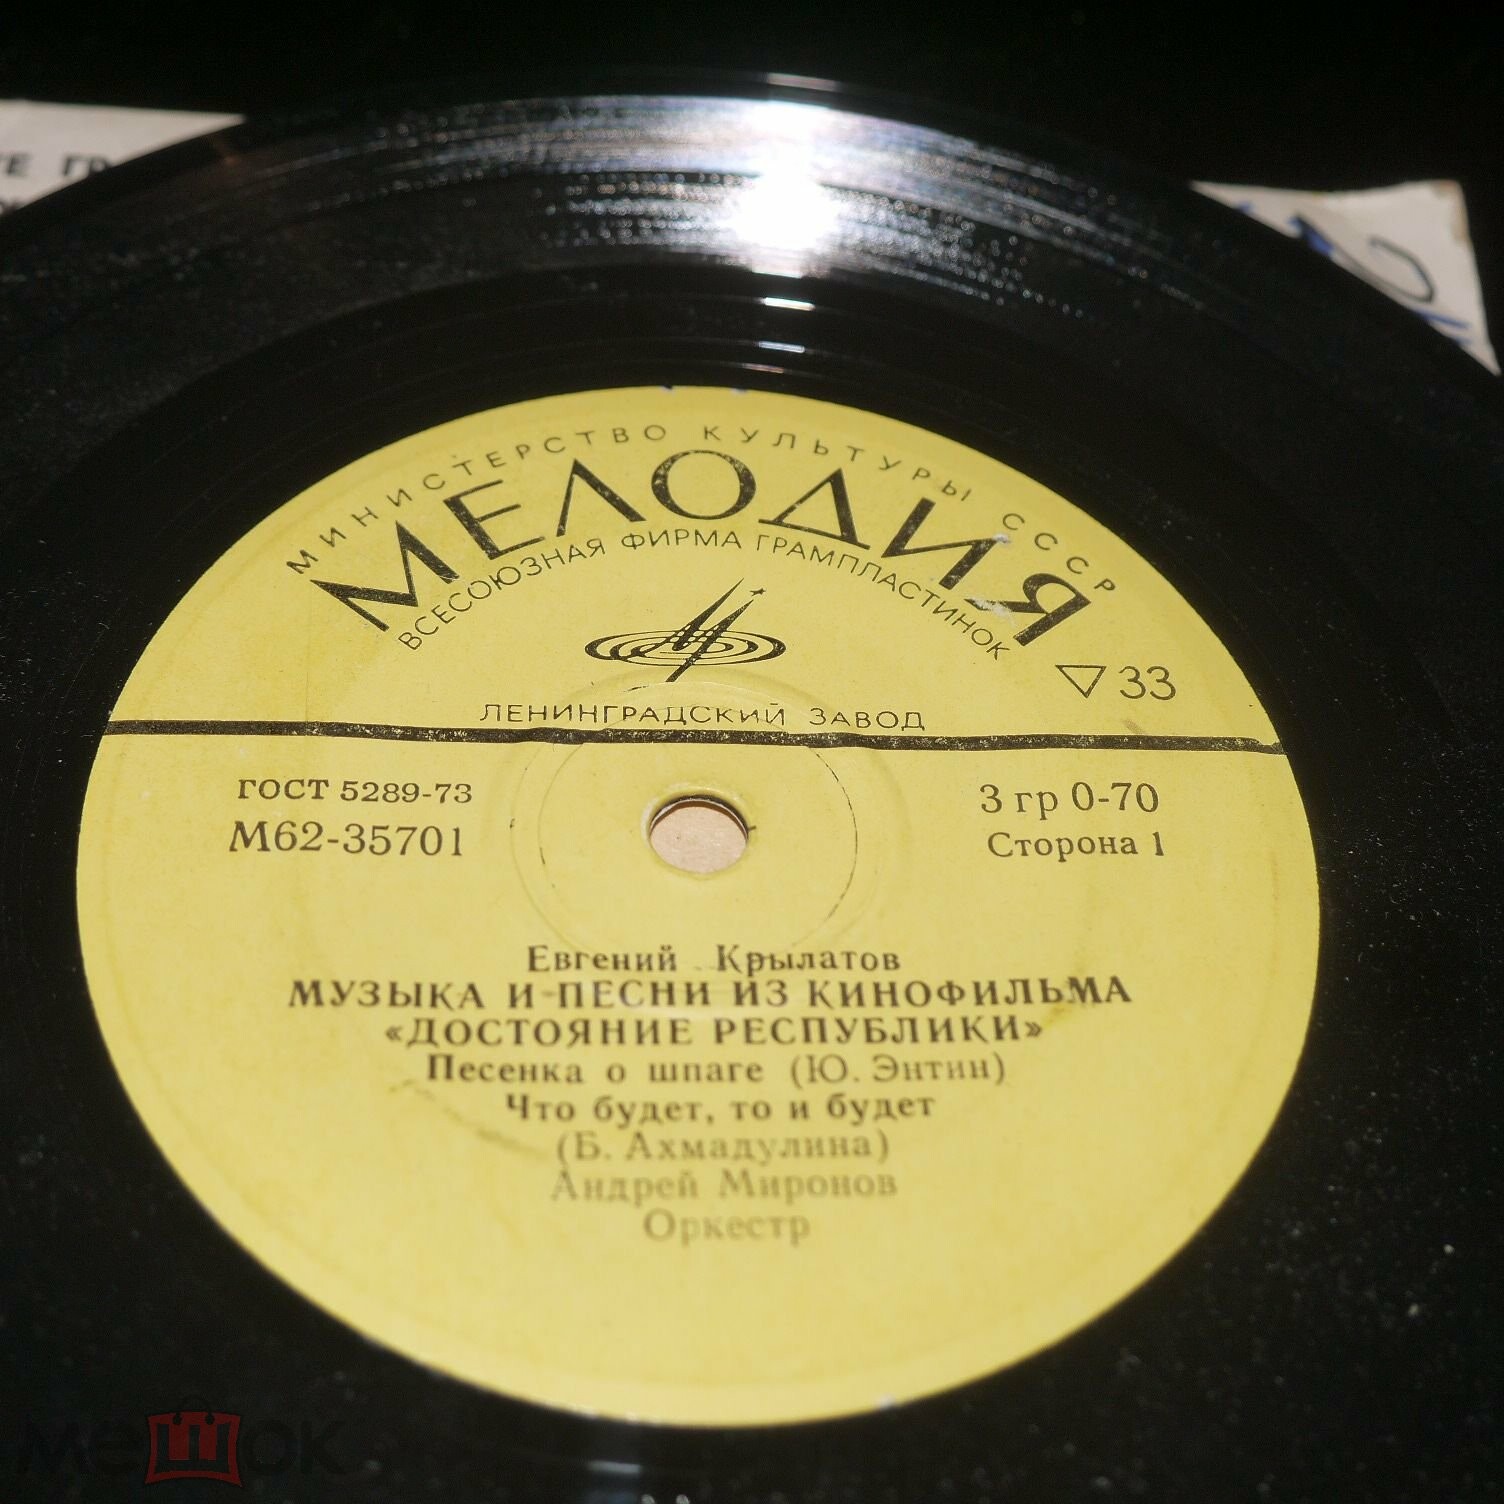 МИНИСТЕРСТВО КУЛЬТУРЫ СССР
МЕЛОДИЯ
ВСЕСОЮЗНАЯ ФИРМА ГРАМПЛАСТИНОК
▽ 33
ЛЕНИНГРАДСКИЙ ЗАВОД
ГОСТ 5289-73
М62-35701
3 гр 0-70
Сторона 1
Евгений Крылатов
МУЗЫКА И ПЕСНИ ИЗ КИНОФИЛЬМА
«ДОСТОЯНИЕ РЕСПУБЛИКИ»
Песенка о шпаге (Ю. Энтин)
Что будет, то и будет
(Б. Ахмадулина)
Андрей Миронов
Оркестр
мешок